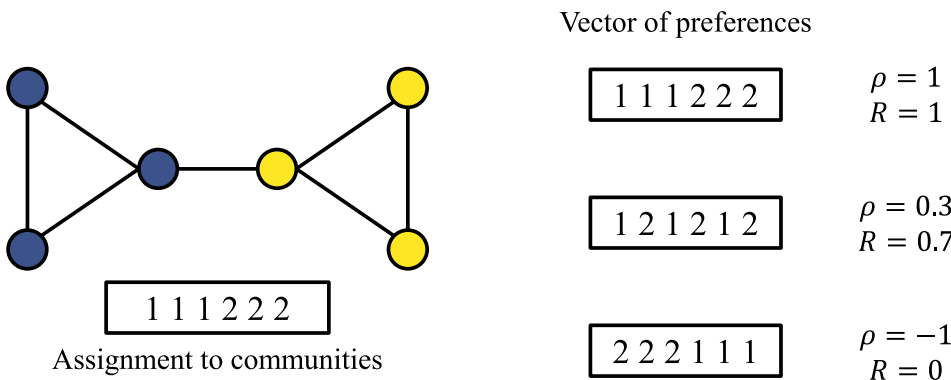 Vector of preferences
1 1 1 2 2 2
ρ = 1
R = 1
1 2 1 2 1 2
ρ = 0.3
R = 0.7
1 1 1 2 2 2
Assignment to communities
2 2 2 1 1 1
ρ = −1
R = 0